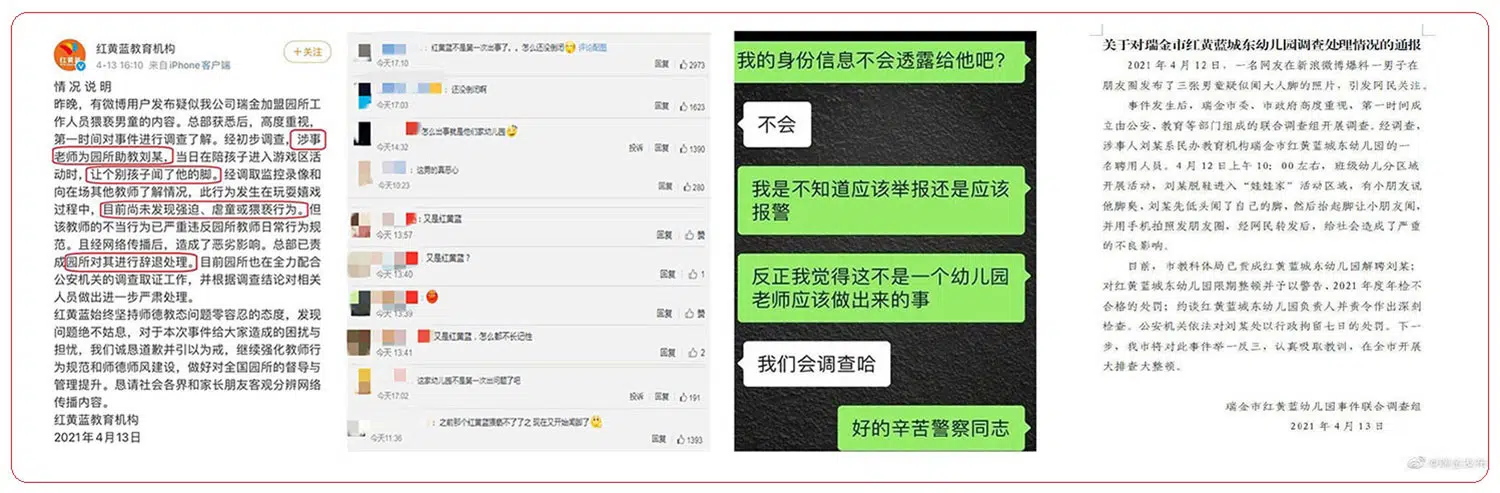 红黄蓝教育机构
4-13 16:10 来自iPhone客户端
+关注
红黄蓝
情况说明
昨晚，有微博用户发布疑似我公司瑞金加盟园所工
作人员猥亵男童的内容。总部获悉后，高度重视，
第一时间对事件进行调查了解。经初步调查，涉事
老师为园所助教刘某，当日在陪孩子进入游戏区活
动时，让个别孩子闻了他的脚。经调取监控录像和
向在场其他教师了解情况，此行为发生在玩耍嬉戏
过程中，目前尚未发现强迫、虐童或猥亵行为。但
该教师的不当行为已严重违反园所教师日常行为规
范。且经网络传播后，造成了恶劣影响。总部已责
成园所对其进行辞退处理。目前园所也在全力配合
公安机关的调查取证工作，并根据调查结论对相关
人员做出进一步严肃处理。
红黄蓝始终坚持师德教态问题零容忍的态度，发现
问题绝不姑息，对于本次事件给大家造成的困扰与
担忧，我们诚恳道歉并引以为戒，继续强化教师行
为规范和师德师风建设，做好对全国园所的督导与
管理提升。恳请社会各界和家长朋友客观分辨网络
传播内容。
红黄蓝教育机构
2021年4月13日
：红黄蓝不是第一次出事了。。怎么还没倒闭 评论配图
今天17:10 回复 2973
：还没倒闭啊
今天17:03 回复 1623
怎么出事就是他们家幼儿园
今天14:32 投诉 回复 1390
：这男的真恶心
今天10:23 回复 280
：又是红黄蓝
今天 13:57 回复 赞
：又是红黄蓝？
今天 13:40 回复 1
：
今天 13:39 回复 赞
：又是红黄蓝，怎么都不长记性
今天 13:41 回复 2
：这家幼儿园不是第一次出问题了吧
今天17:02 投诉 回复 191
：之前那个红黄蓝猥亵不了了之 现在又开始闻脚了
今天11:36 回复 1393
我的身份信息不会透露给他吧？
不会
我是不知道应该举报还是应该
报警
反正我觉得这不是一个幼儿园
老师应该做出来的事
我们会调查哈
好的辛苦警察同志
关于对瑞金市红黄蓝城东幼儿园调查处理情况的通报
2021年4月12日，一名网友在新浪微博爆料一男子在
朋友圈发布了三张男童疑似闻大人脚的照片，引发网民关注。
事件发生后，瑞金市委、市政府高度重视，第一时间成
立由公安、教育等部门组成的联合调查组开展调查。经调查，
涉事人刘某系民办教育机构瑞金市红黄蓝城东幼儿园的一
名聘用人员。4月12日上午10：00左右，班级幼儿分区域
开展活动，刘某脱鞋进入“娃娃家”活动区域，有小朋友说
他脚臭，刘某先低头闻了自己的脚，然后抬起脚让小朋友闻，
并用手机拍照发朋友圈，经网民转发后，给社会造成了严重
的不良影响。
目前，市教科体局已责成红黄蓝城东幼儿园解聘刘某；
对红黄蓝城东幼儿园限期整顿并予以警告、2021年度年检不
合格的处罚；约谈红黄蓝城东幼儿园负责人并责令作出深刻
检查。公安机关依法对刘某处以行政拘留七日的处罚。下一
步，我市将对此事件举一反三，认真吸取教训，在全市开展
大排查大整顿。
瑞金市红黄蓝幼儿园事件联合调查组
2021年4月13日